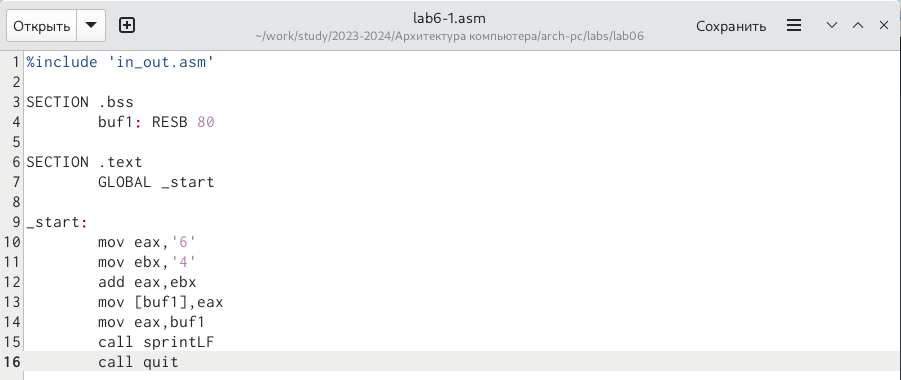 Открыть
lab6-1.asm
~/work/study/2023-2024/Архитектура компьютера/arch-pc/labs/lab06
Сохранить
1 %include 'in_out.asm'
2
3 SECTION .bss
4 buf1: RESB 80
5
6 SECTION .text
7 GLOBAL _start
8
9 _start:
10 mov eax,'6'
11 mov ebx,'4'
12 add eax,ebx
13 mov [buf1],eax
14 mov eax,buf1
15 call sprintLF
16 call quit